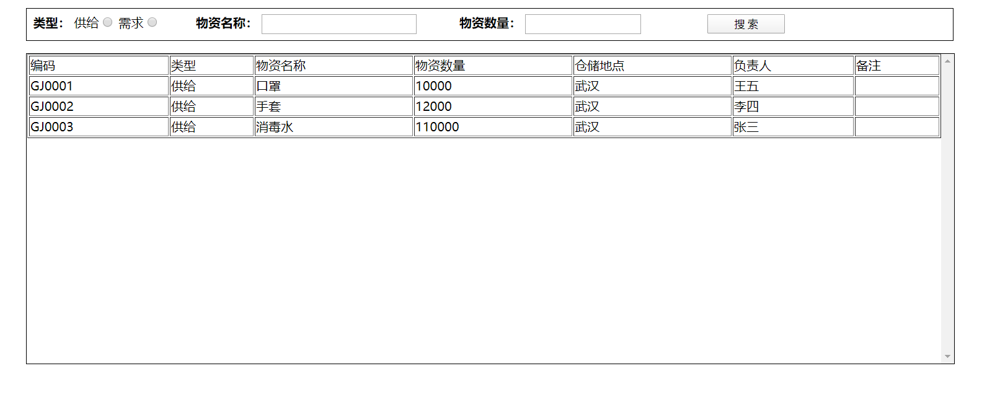 类型： 供给 需求 物资名称： 物资数量： 搜 索
编码 类型 物资名称 物资数量 仓储地点 负责人 备注
GJ0001 供给 口罩 10000 武汉 王五
GJ0002 供给 手套 12000 武汉 李四
GJ0003 供给 消毒水 110000 武汉 张三